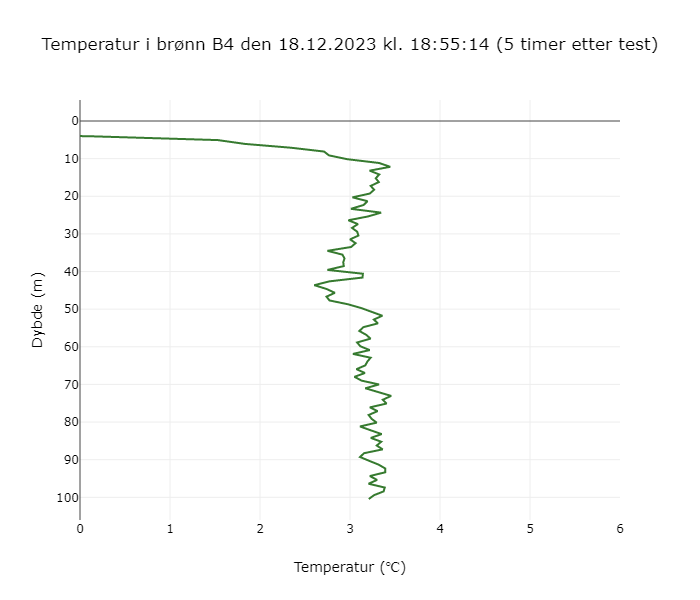 Temperatur i brønn B4 den 18.12.2023 kl. 18:55:14 (5 timer etter test)
0
10
20
30
40
50
60
70
80
90
100
Dybde (m)
0 1 2 3 4 5 6
Temperatur (℃)